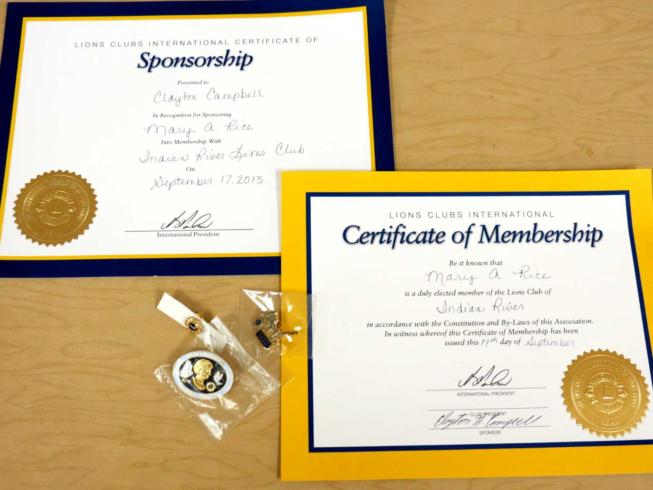 LIONS CLUBS INTERNATIONAL CERTIFICATE OF
Sponsorship
Presented to
Clayton Campbell
In Recognition for Sponsoring
Mary A Rice
Into Membership With
Indian River Lions Club
On
September 17, 2013
International President
LIONS CLUBS INTERNATIONAL
Certificate of Membership
Be it known that
Mary A Rice
is a duly elected member of the Lions Club of
Indian River
in accordance with the Constitution and By-Laws of this Association.
In witness whereof this Certificate of Membership has been
issued this 17th day of September
INTERNATIONAL PRESIDENT
CLUB PRESIDENT
Clayton H. Campbell
SPONSOR